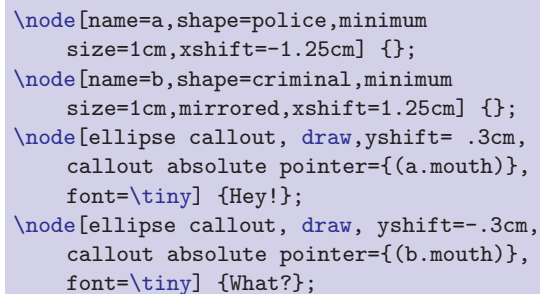 \node[name=a,shape=police,minimum
size=1cm,xshift=-1.25cm] {};
\node[name=b,shape=criminal,minimum
size=1cm,mirrored,xshift=1.25cm] {};
\node[ellipse callout, draw,yshift= .3cm,
callout absolute pointer={(a.mouth)},
font=\tiny] {Hey!};
\node[ellipse callout, draw, yshift=-.3cm,
callout absolute pointer={(b.mouth)},
font=\tiny] {What?};